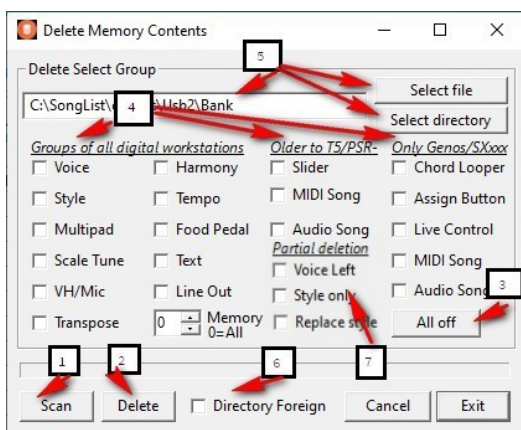 Delete Memory Contents
5
Delete Select Group
Select file
C:\SongList\ Usb2\Bank
4
Select directory
Groups of all digital workstations
Older to T5/PSR-
Only Genos/SXxxx
Voice
Harmony
Slider
Chord Looper
Style
Tempo
MIDI Song
Assign Button
Multipad
Food Pedal
Audio Song
Live Control
Partial deletion
Scale Tune
Text
Voice Left
MIDI Song
VH/Mic
Line Out
Style only
Audio Song
3
Transpose
0
Memory
0=All
Replace style
All off
1
2
6
7
Scan
Delete
Directory Foreign
Cancel
Exit